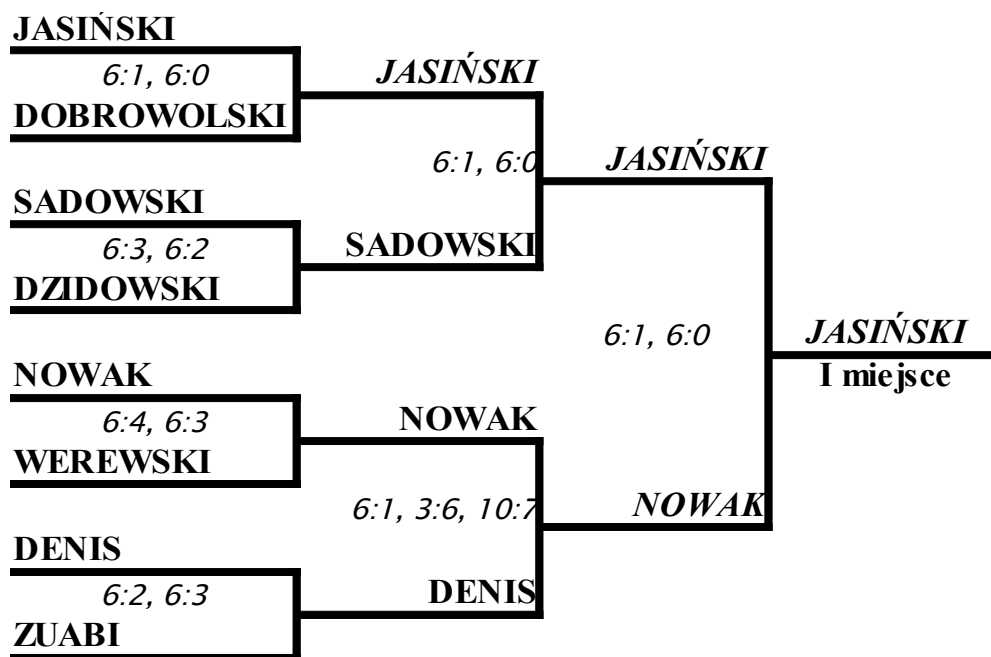 JASIŃSKI
6:1, 6:0
DOBROWOLSKI
SADOWSKI
6:3, 6:2
DZIDOWSKI
NOWAK
6:4, 6:3
WEREWSKI
DENIS
6:2, 6:3
ZUABI
JASIŃSKI
6:1, 6:0
SADOWSKI
NOWAK
6:1, 3:6, 10:7
DENIS
JASIŃSKI
6:1, 6:0
NOWAK
JASIŃSKI
I miejsce